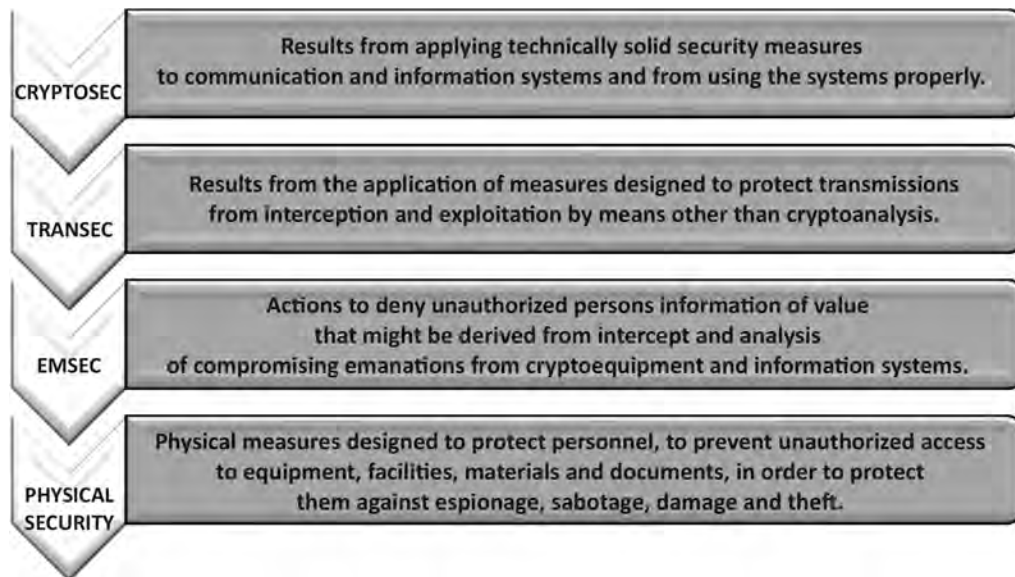 CRYPTOSEC
Results from applying technically solid security measures
to communication and information systems and from using the systems properly.
TRANSEC
Results from the application of measures designed to protect transmissions
from interception and exploitation by means other than cryptoanalysis.
EMSEC
Actions to deny unauthorized persons information of value
that might be derived from intercept and analysis
of compromising emanations from cryptoequipment and information systems.
PHYSICAL
SECURITY
Physical measures designed to protect personnel, to prevent unauthorized access
to equipment, facilities, materials and documents, in order to protect
them against espionage, sabotage, damage and theft.